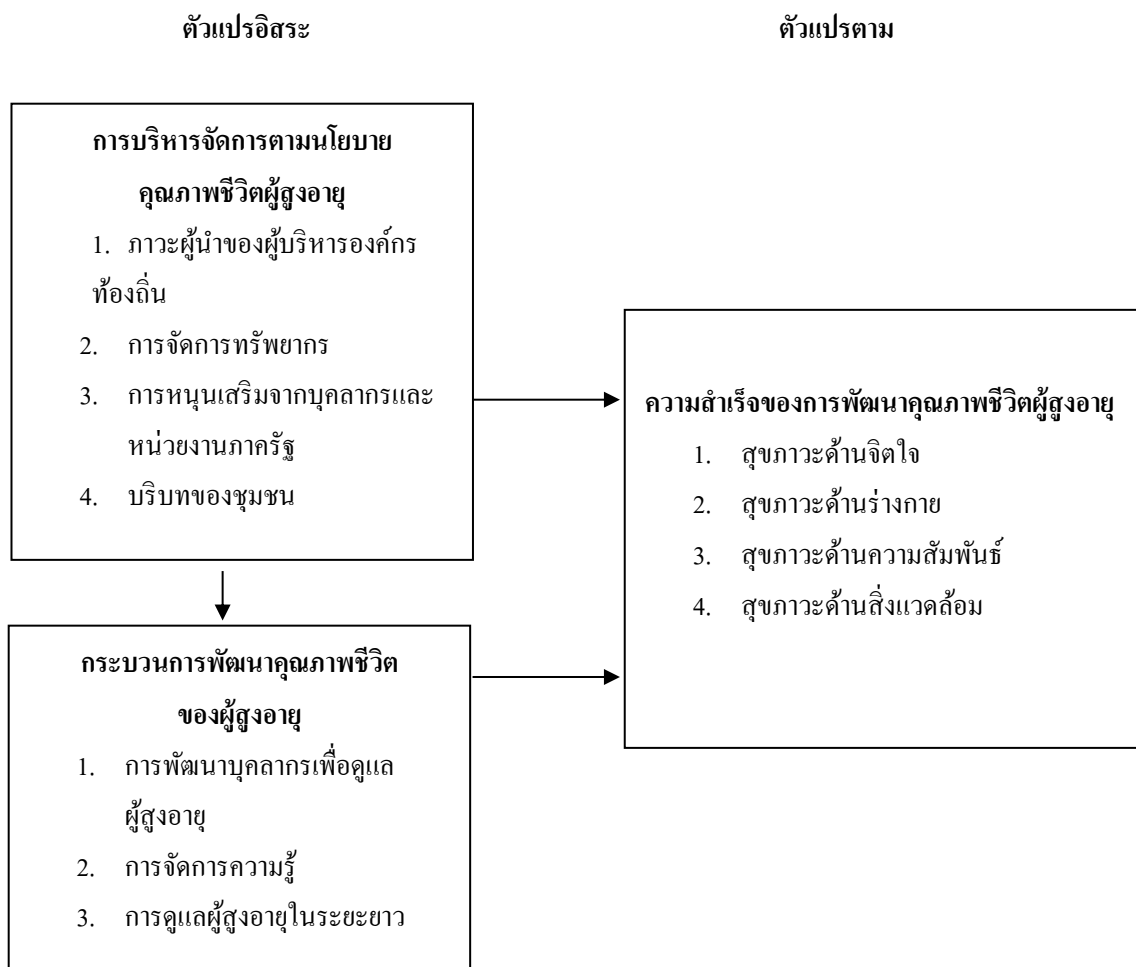 ตัวแปรอิสระ
ตัวแปรตาม
การบริหารจัดการตามนโยบาย
คุณภาพชีวิตผู้สูงอายุ
1. ภาวะผู้นำของผู้บริหารองค์กร
ท้องถิ่น
2. การจัดการทรัพยากร
3. การหนุนเสริมจากบุคลากรและ
หน่วยงานภาครัฐ
4. บริบทของชุมชน
กระบวนการพัฒนาคุณภาพชีวิต
ของผู้สูงอายุ
1. การพัฒนาบุคลากรเพื่อดูแล
ผู้สูงอายุ
2. การจัดการความรู้
3. การดูแลผู้สูงอายุในระยะยาว
ความสำเร็จของการพัฒนาคุณภาพชีวิตผู้สูงอายุ
1. สุขภาวะด้านจิตใจ
2. สุขภาวะด้านร่างกาย
3. สุขภาวะด้านความสัมพันธ์
4. สุขภาวะด้านสิ่งแวดล้อม